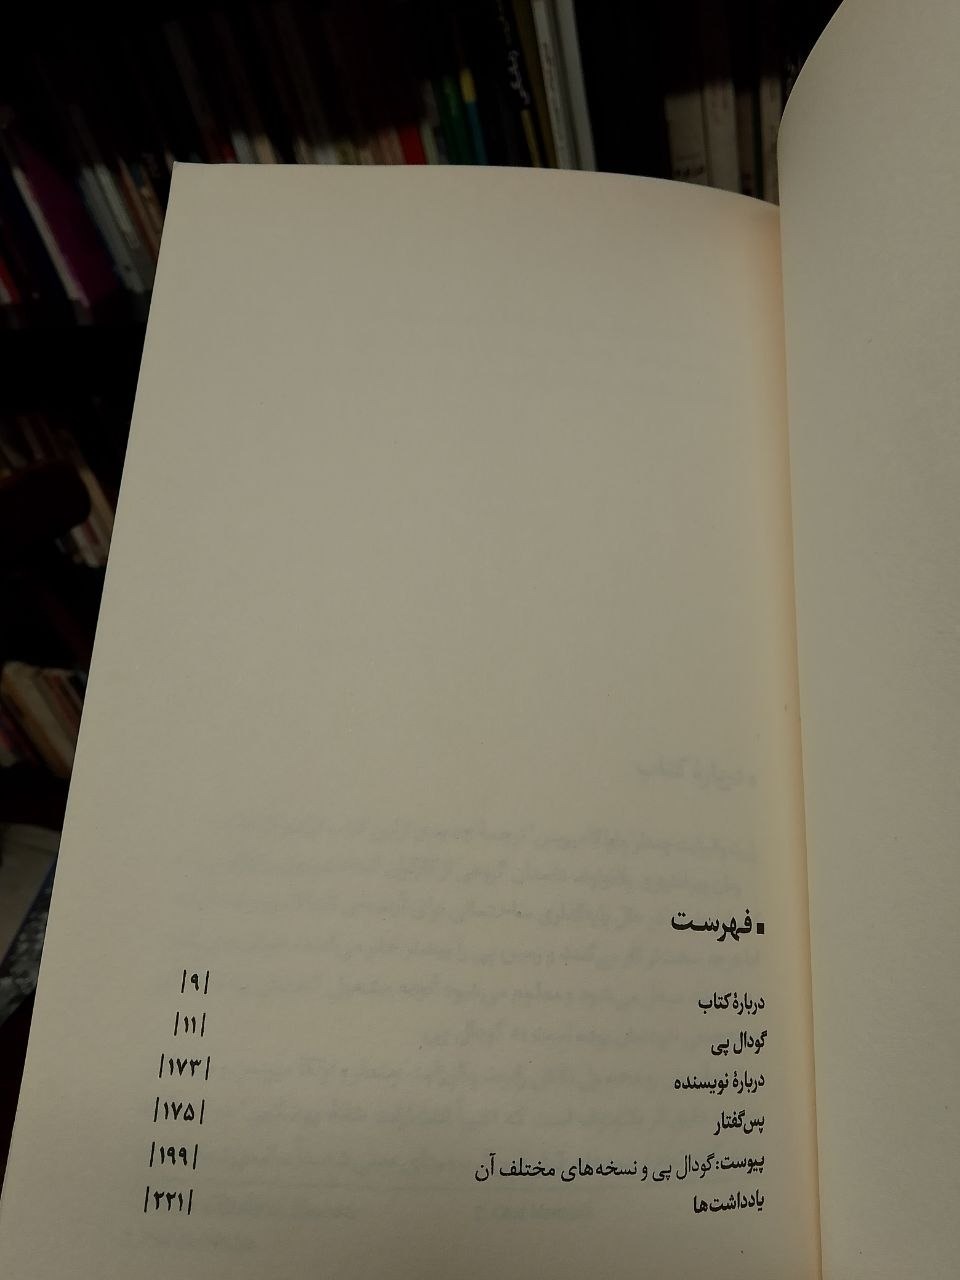 ▪ فهرست
دربارهٔ کتاب |۹|
گودال پی |۱۱|
دربارهٔ نویسنده |۱۷۳|
پس‌گفتار |۱۷۵|
پیوست: گودال پی و نسخه‌های مختلف آن |۱۹۹|
یادداشت‌ها |۲۲۱|